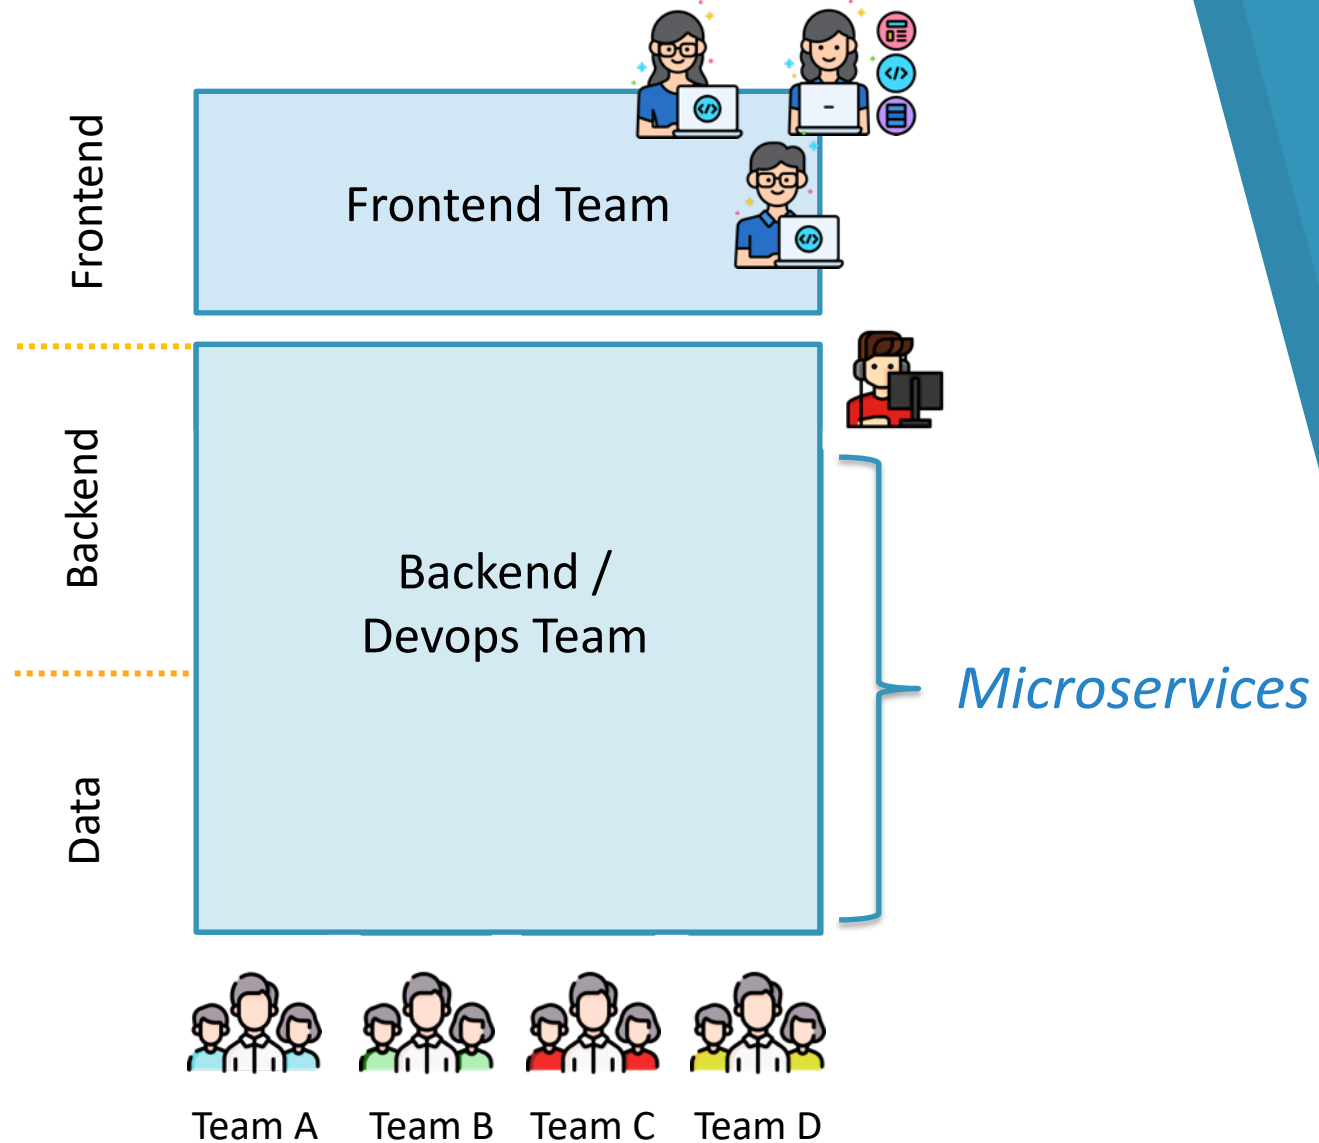 Frontend
Frontend Team
Backend
Backend /
Devops Team
Microservices
Data
Team A
Team B
Team C
Team D